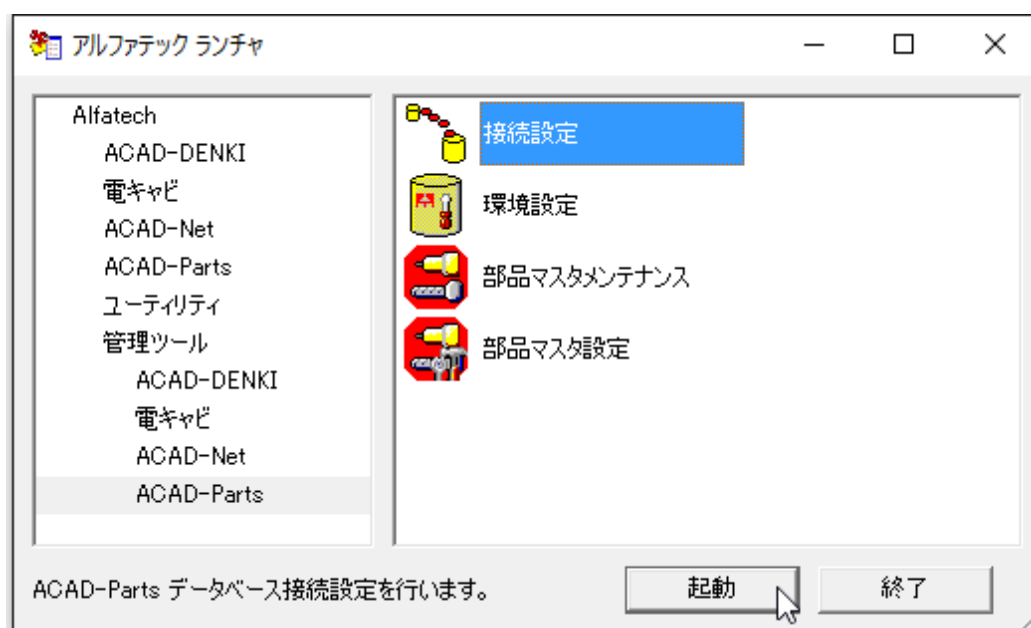 アルファテック ランチャ
Alfatech
ACAD-DENKI
電キャビ
ACAD-Net
ACAD-Parts
ユーティリティ
管理ツール
ACAD-DENKI
電キャビ
ACAD-Net
ACAD-Parts
接続設定
環境設定
部品マスタメンテナンス
部品マスタ設定
ACAD-Parts データベース接続設定を行います。
起動
終了